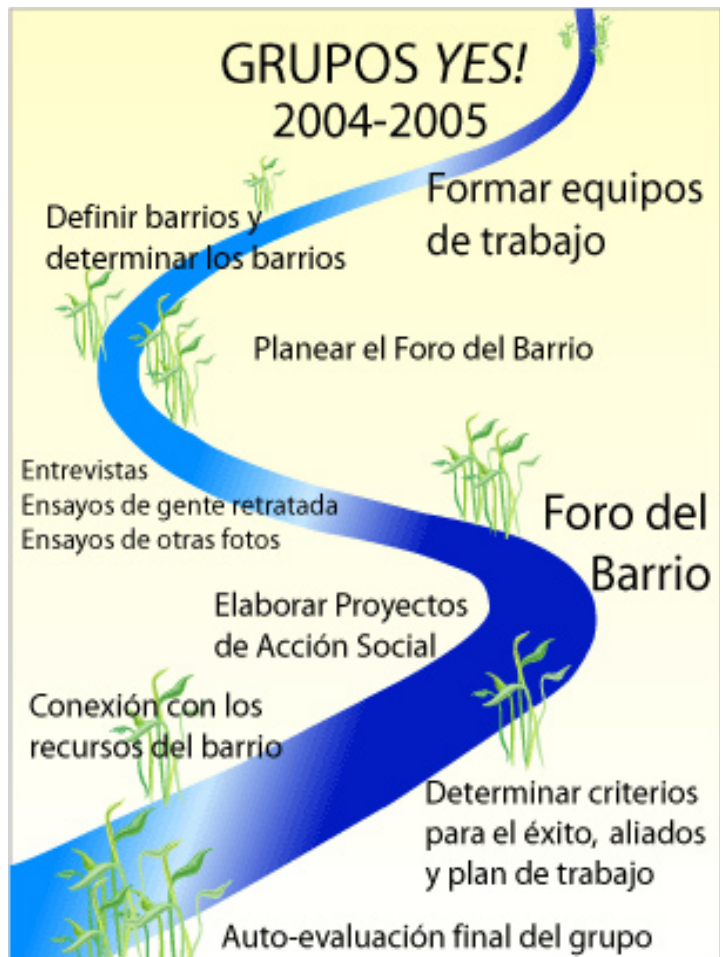 GRUPOS YES!
2004-2005
Formar equipos
de trabajo
Definir barrios y
determinar los barrios
Planear el Foro del Barrio
Entrevistas
Ensayos de gente retratada
Ensayos de otras fotos
Foro del
Barrio
Elaborar Proyectos
de Acción Social
Conexión con los
recursos del barrio
Determinar criterios
para el éxito, aliados
y plan de trabajo
Auto-evaluación final del grupo